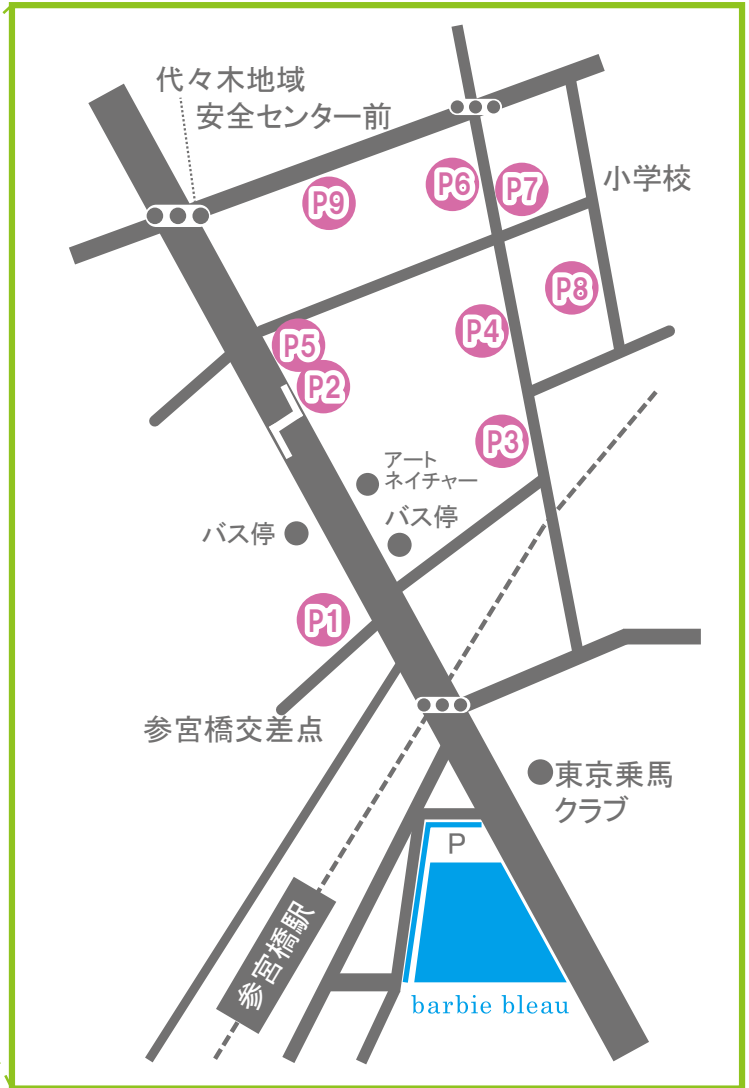 代々木地域
安全センター前
小学校
P6
P7
P9
P8
P4
P5
P2
P3
アート
ネイチャー
バス停
バス停
P1
参宮橋交差点
東京乗馬
クラブ
P
参宮橋駅
barbie bleau